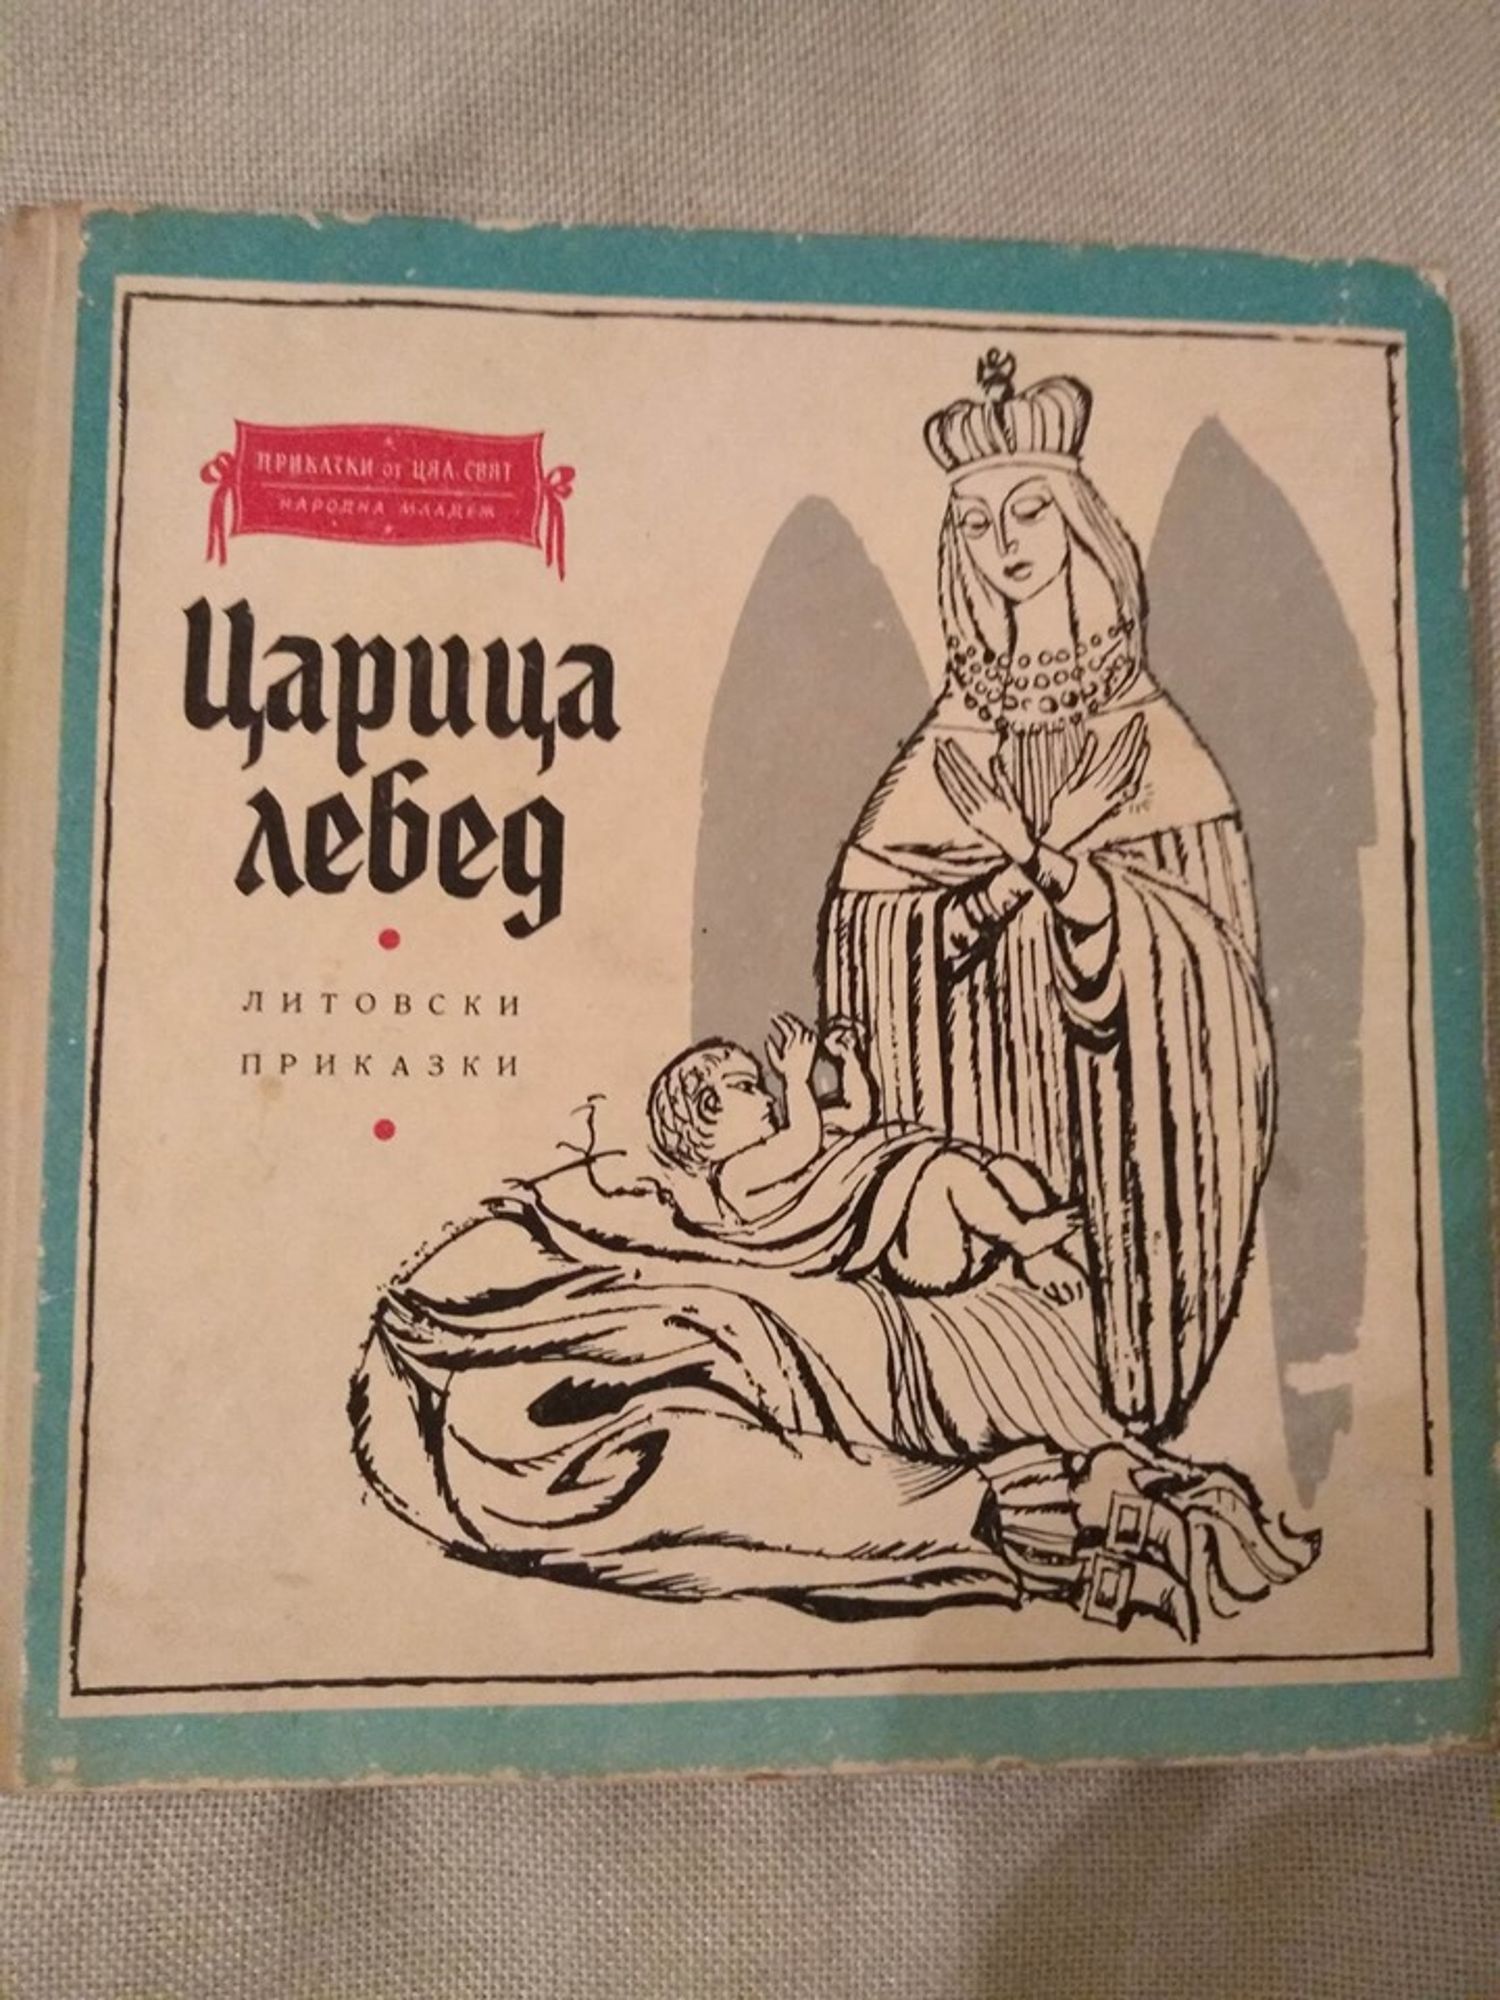 ПРИКАЗКИ от ЦЯЛ СВЯТ
НАРОДНА МЛАДЕЖ
Царица
лебед
ЛИТОВСКИ
ПРИКАЗКИ